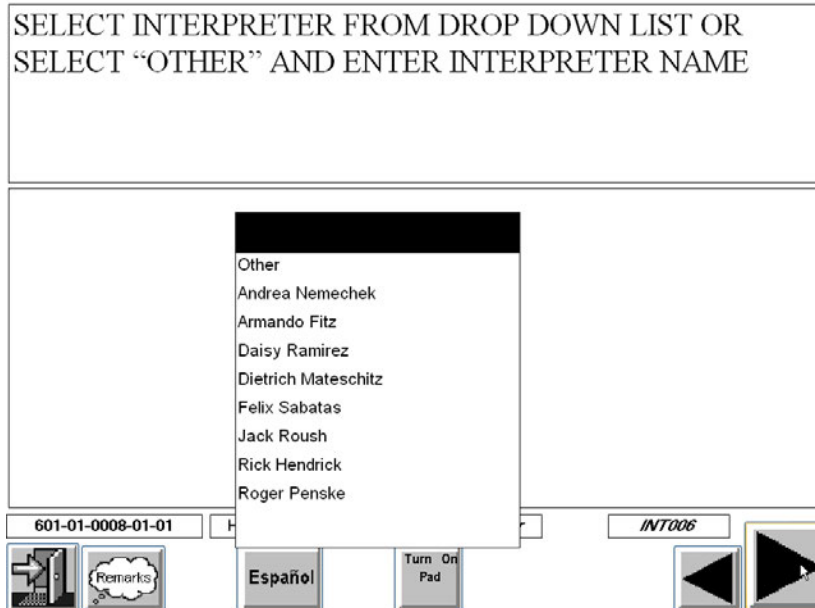 SELECT INTERPRETER FROM DROP DOWN LIST OR
SELECT “OTHER” AND ENTER INTERPRETER NAME
Other
Andrea Nemechek
Armando Fitz
Daisy Ramirez
Dietrich Mateschitz
Felix Sabatas
Jack Roush
Rick Hendrick
Roger Penske
601-01-0008-01-01
INT006
Remarks
Español
Turn On
Pad